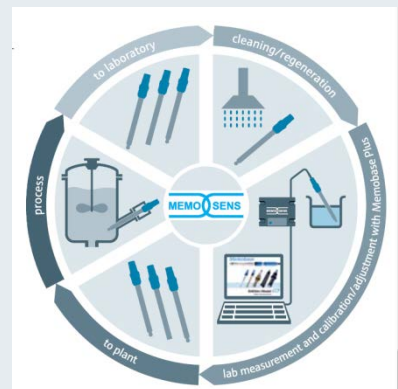 to laboratory
cleaning/regeneration
lab measurement and calibration/adjustment with Memobase Plus
to plant
process
MEMO SENS